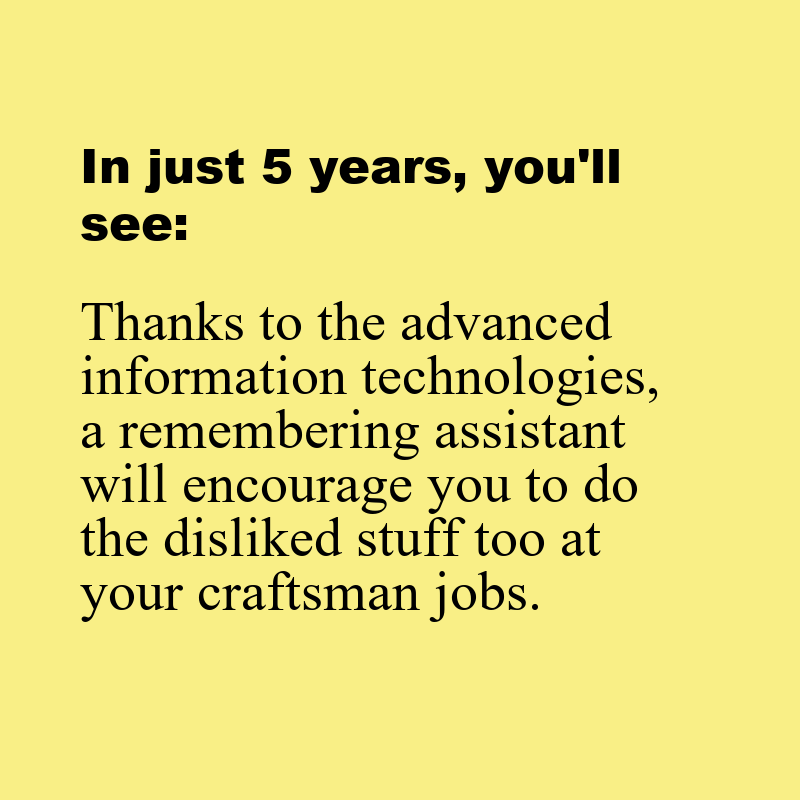 In just 5 years, you'll
see:
Thanks to the advanced
information technologies,
a remembering assistant
will encourage you to do
the disliked stuff too at
your craftsman jobs.